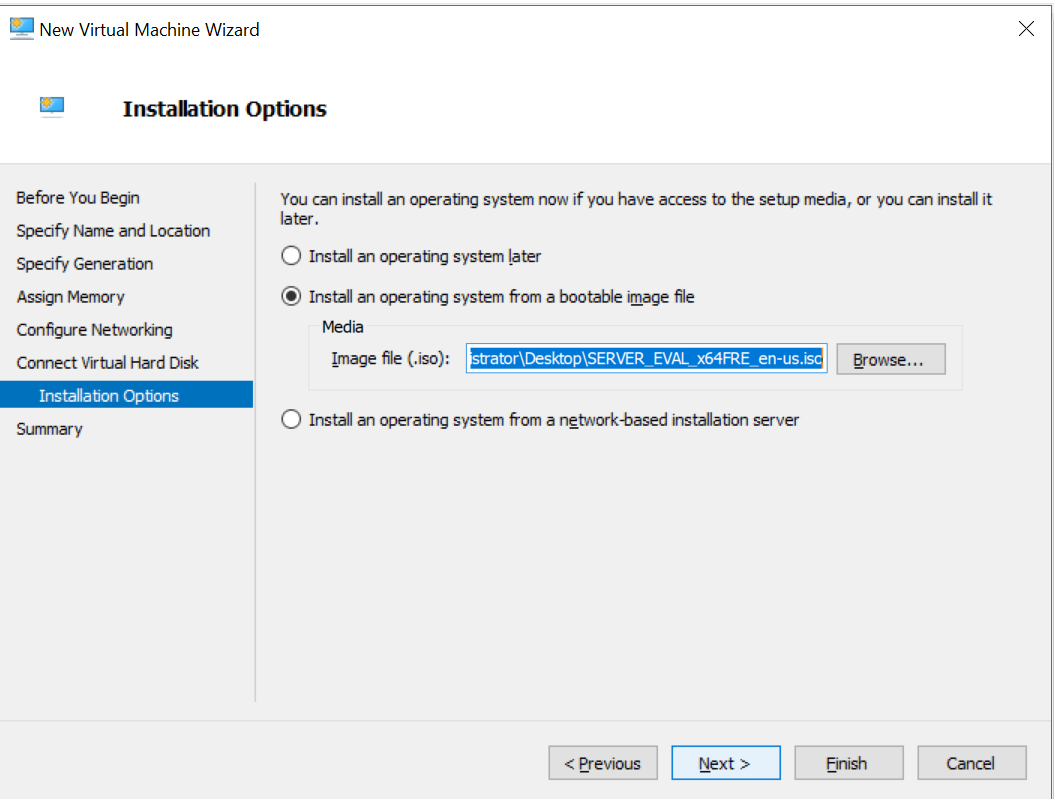 New Virtual Machine Wizard
Installation Options
Before You Begin
Specify Name and Location
Specify Generation
Assign Memory
Configure Networking
Connect Virtual Hard Disk
Installation Options
Summary
You can install an operating system now if you have access to the setup media, or you can install it
later.
Install an operating system later
Install an operating system from a bootable image file
Media
Image file (.iso): istrator\Desktop\SERVER_EVAL_x64FRE_en-us.iso Browse...
Install an operating system from a network-based installation server
< Previous Next > Finish Cancel